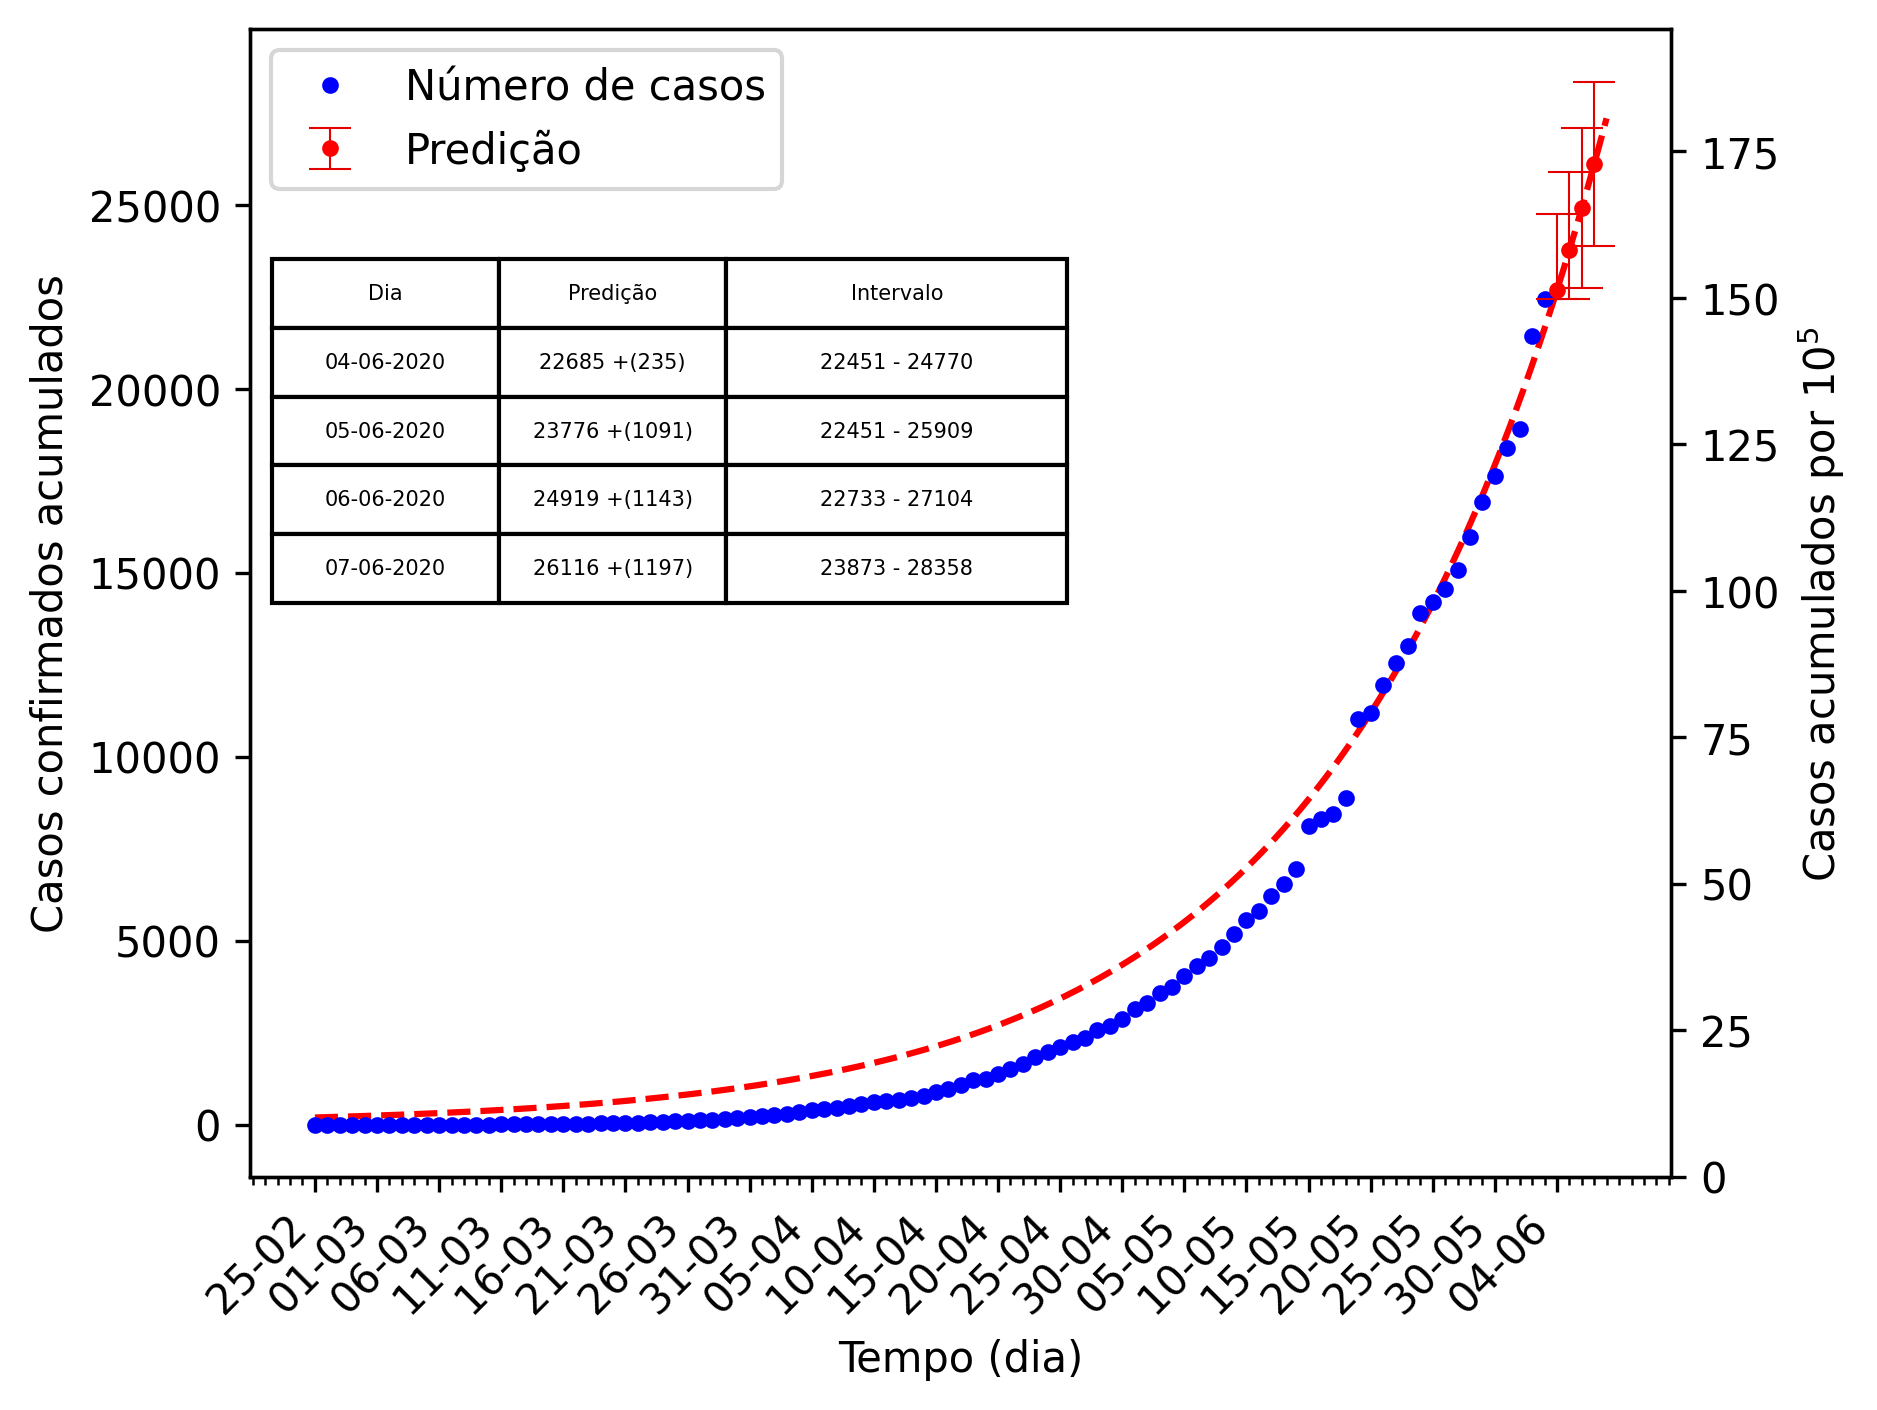 Número de casos
Predição
Dia Predição Intervalo
04-06-2020 22685 +(235) 22451 - 24770
05-06-2020 23776 +(1091) 22451 - 25909
06-06-2020 24919 +(1143) 22733 - 27104
07-06-2020 26116 +(1197) 23873 - 28358
Casos confirmados acumulados
25000
20000
15000
10000
5000
0
Casos acumulados por 10⁵
175
150
125
100
75
50
25
0
25-02 01-03 06-03 11-03 16-03 21-03 26-03 31-03 05-04 10-04 15-04 20-04 25-04 30-04 05-05 10-05 15-05 20-05 25-05 30-05 04-06
Tempo (dia)